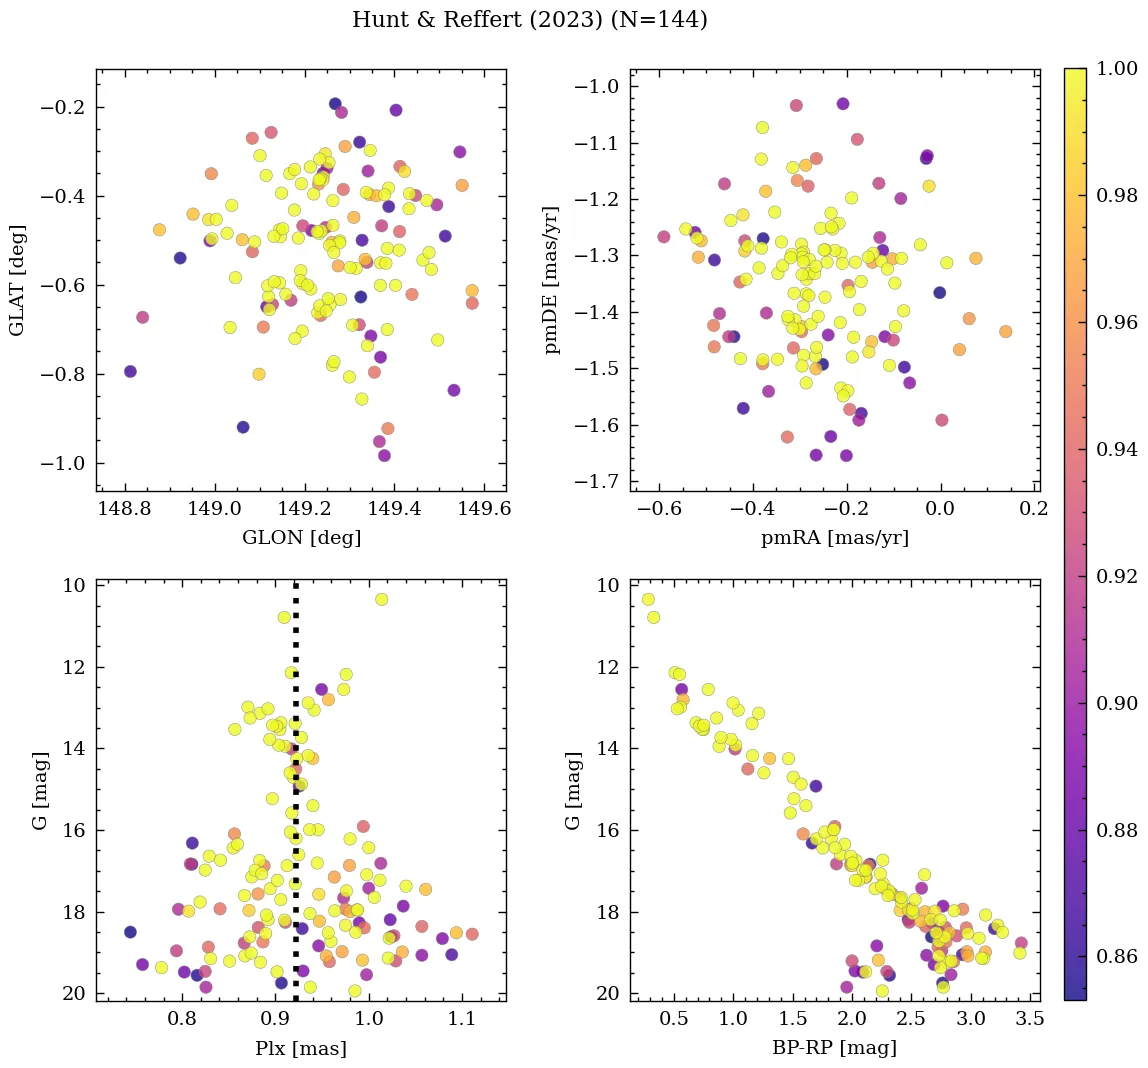 Hunt & Reffert (2023) (N=144)
−0.2
−0.4
−0.6
−0.8
−1.0
GLAT [deg]
148.8 149.0 149.2 149.4 149.6
GLON [deg]
−1.0
−1.1
−1.2
−1.3
−1.4
−1.5
−1.6
−1.7
pmDE [mas/yr]
−0.6 −0.4 −0.2 0.0 0.2
pmRA [mas/yr]
10
12
14
16
18
20
G [mag]
0.8 0.9 1.0 1.1
Plx [mas]
10
12
14
16
18
20
G [mag]
0.5 1.0 1.5 2.0 2.5 3.0 3.5
BP-RP [mag]
1.00
0.98
0.96
0.94
0.92
0.90
0.88
0.86